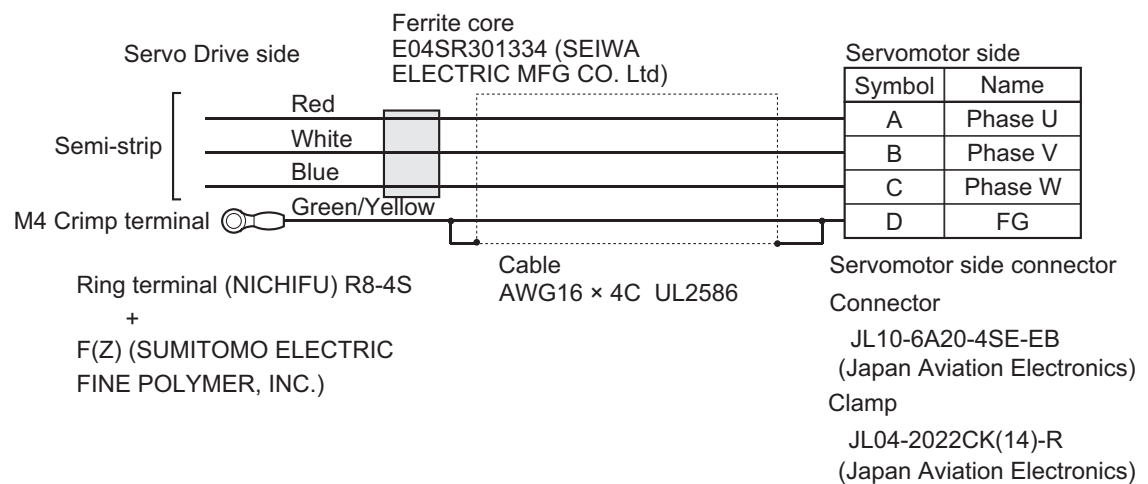 Ferrite core
E04SR301334 (SEIWA
ELECTRIC MFG CO. Ltd)
Servo Drive side
Servomotor side
Symbol Name
Red
A Phase U
White
Semi-strip
B Phase V
Blue
C Phase W
Green/Yellow
M4 Crimp terminal
D FG
Cable
AWG16 × 4C UL2586
Servomotor side connector
Ring terminal (NICHIFU) R8-4S
+
F(Z) (SUMITOMO ELECTRIC
FINE POLYMER, INC.)
Connector
JL10-6A20-4SE-EB
(Japan Aviation Electronics)
Clamp
JL04-2022CK(14)-R
(Japan Aviation Electronics)